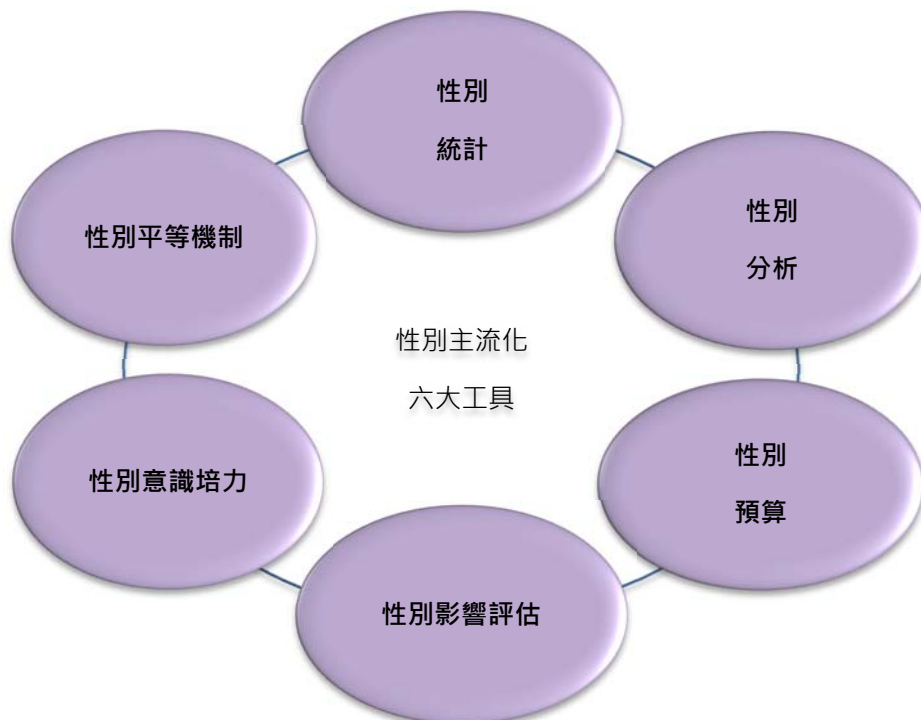 性別
統計
性別
分析
性別平等機制
性別主流化
六大工具
性別
預算
性別意識培力
性別影響評估